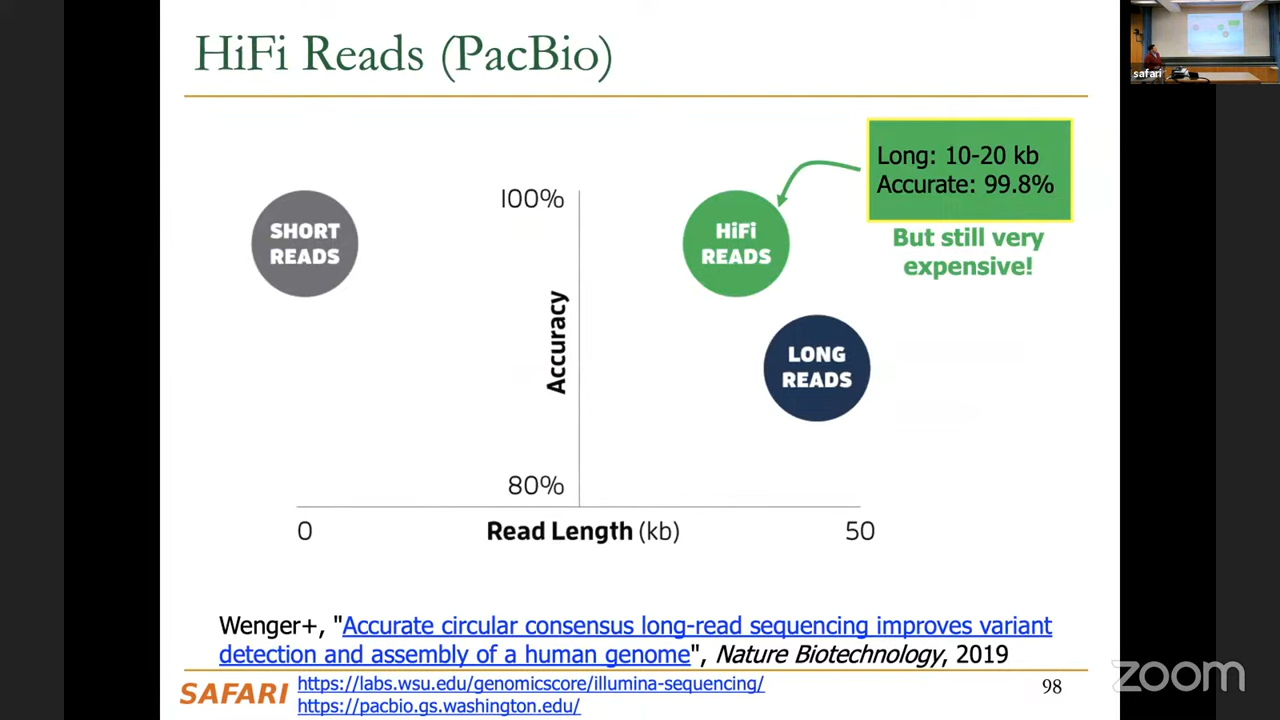 HiFi Reads (PacBio)
safari
Long: 10-20 kb
Accurate: 99.8%
But still very
expensive!
100%
SHORT
READS
HiFi
READS
Accuracy
LONG
READS
80%
0
Read Length (kb)
50
Wenger+, "Accurate circular consensus long-read sequencing improves variant
detection and assembly of a human genome", Nature Biotechnology, 2019
SAFARI
https://labs.wsu.edu/genomicscore/illumina-sequencing/
https://pacbio.gs.washington.edu/
98
zoom